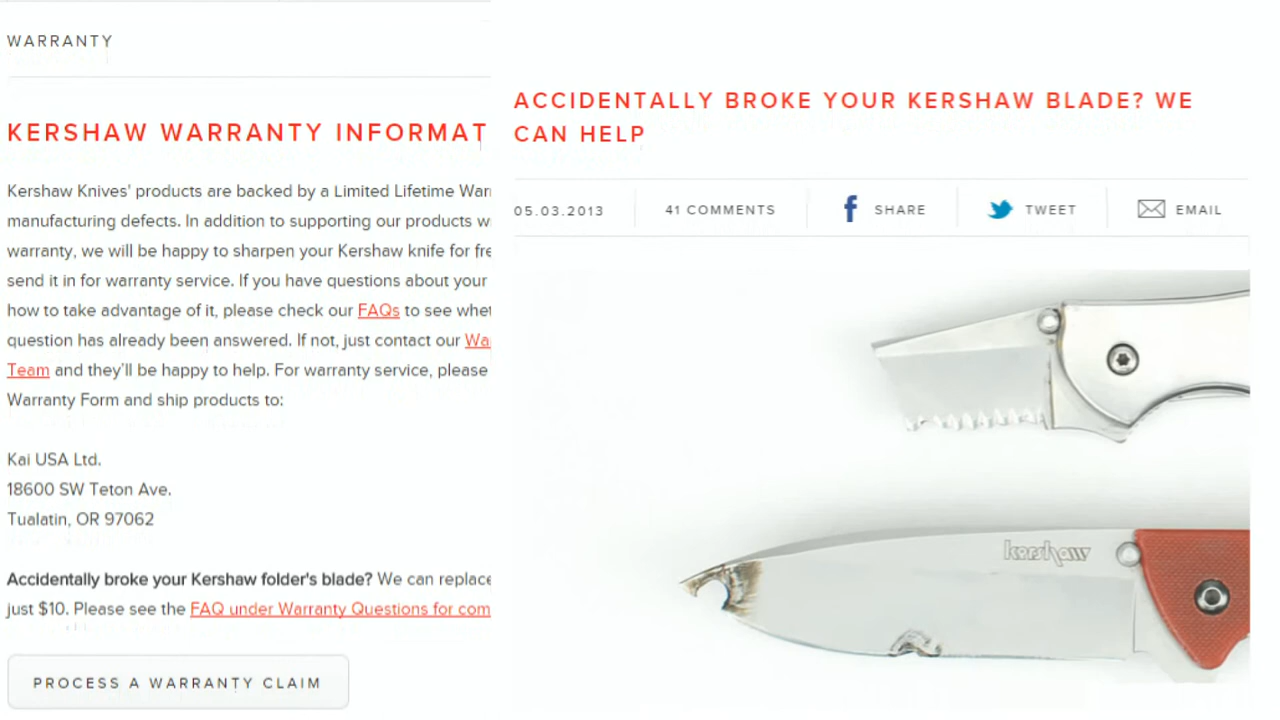 WARRANTY
KERSHAW WARRANTY INFORMAT
Kershaw Knives' products are backed by a Limited Lifetime
manufacturing defects. In addition to supporting our products
warranty, we will be happy to sharpen your Kershaw knife for
send it in for warranty service. If you have questions about your
how to take advantage of it, please check our FAQs to see
question has already been answered. If not, just contact our
Team and they'll be happy to help. For warranty service, please
Warranty Form and ship products to:
Kai USA Ltd.
18600 SW Teton Ave.
Tualatin, OR 97062
Accidentally broke your Kershaw folder's blade? We can replace
just $10. Please see the FAQ under Warranty Questions for com
PROCESS A WARRANTY CLAIM
ACCIDENTALLY BROKE YOUR KERSHAW BLADE? WE
CAN HELP
05.03.2013 41 COMMENTS SHARE TWEET EMAIL
kershaw